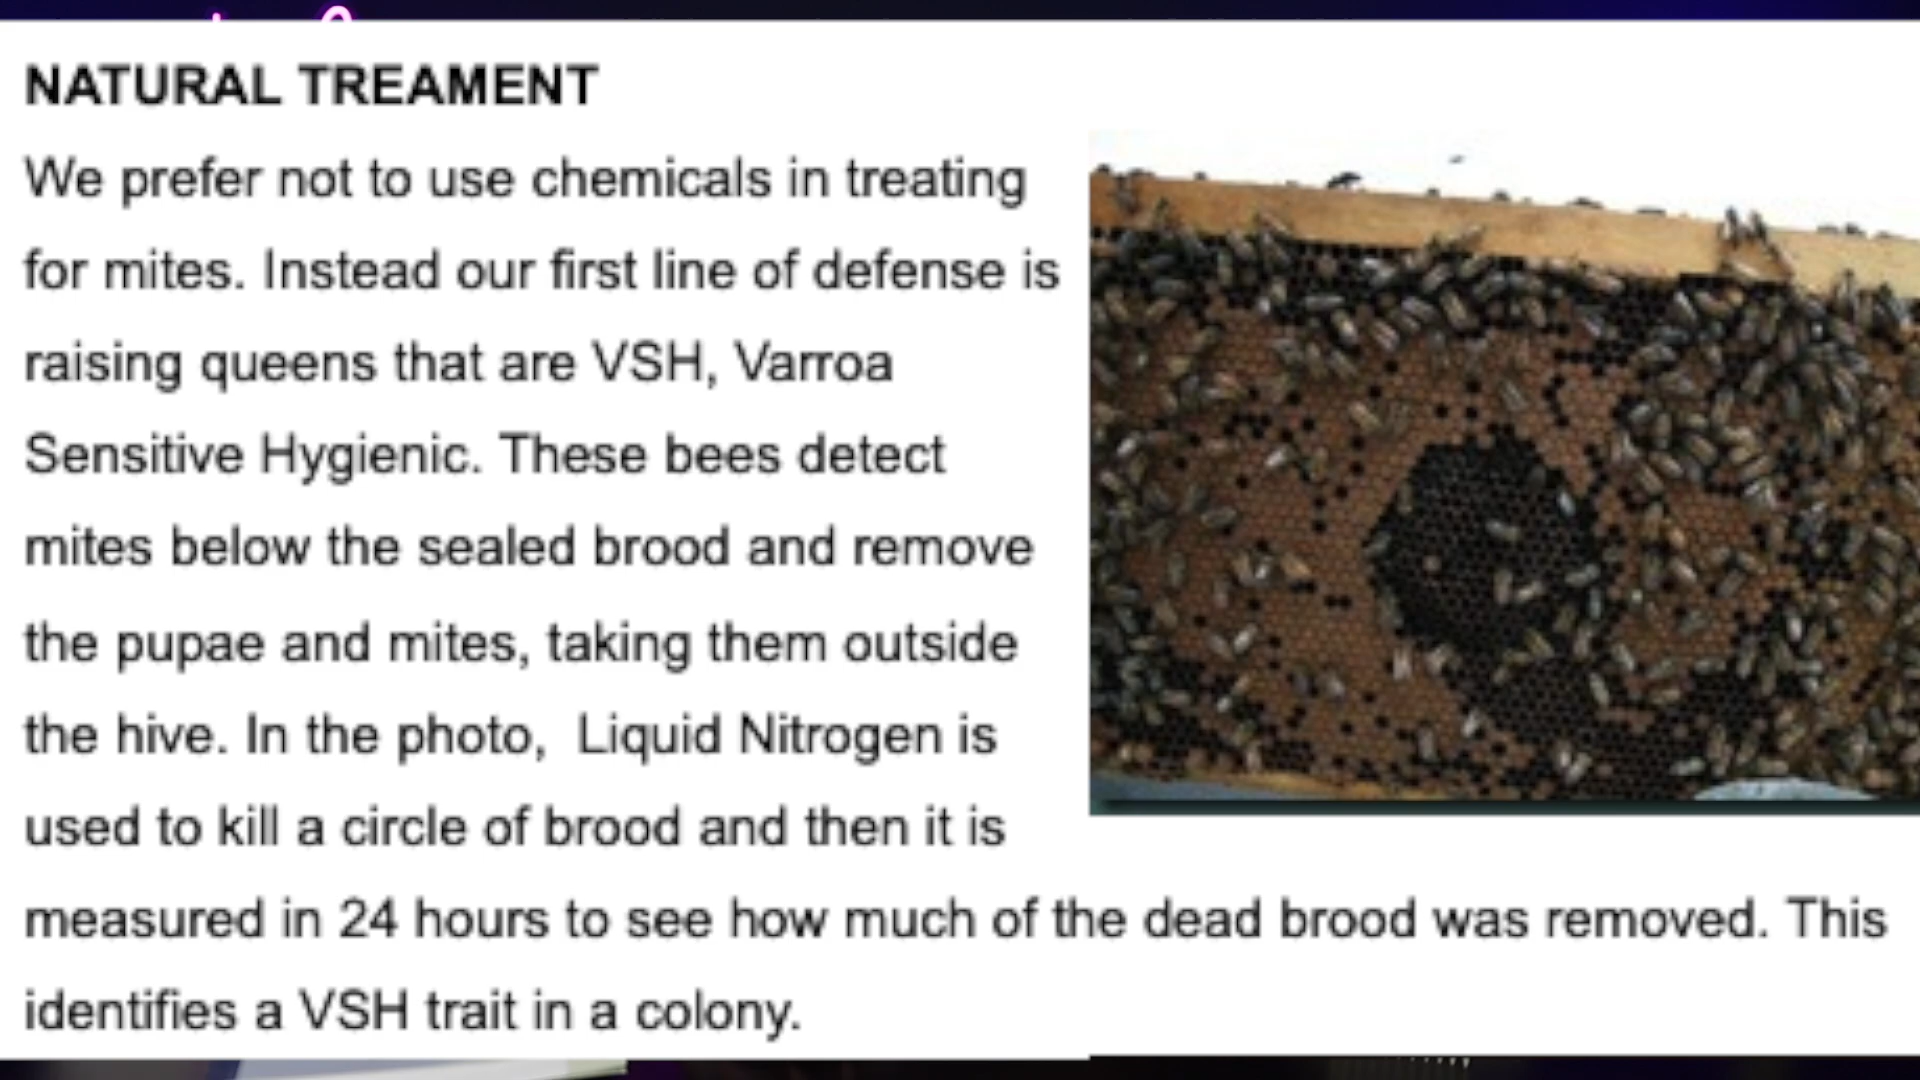 NATURAL TREAMENT
We prefer not to use chemicals in treating
for mites. Instead our first line of defense is
raising queens that are VSH, Varroa
Sensitive Hygienic. These bees detect
mites below the sealed brood and remove
the pupae and mites, taking them outside
the hive. In the photo,  Liquid Nitrogen is
used to kill a circle of brood and then it is
measured in 24 hours to see how much of the dead brood was removed. This
identifies a VSH trait in a colony.